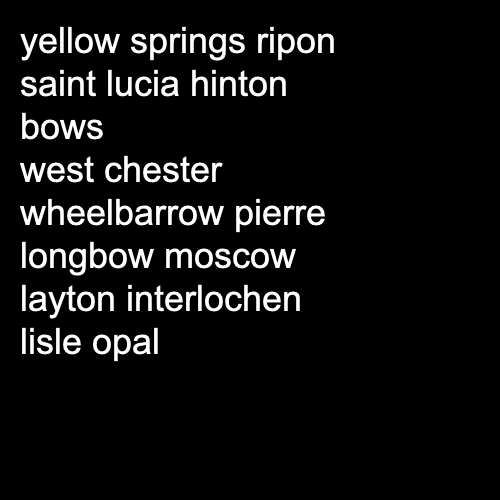 yellow springs ripon
saint lucia hinton
bows
west chester
wheelbarrow pierre
longbow moscow
layton interlochen
lisle opal